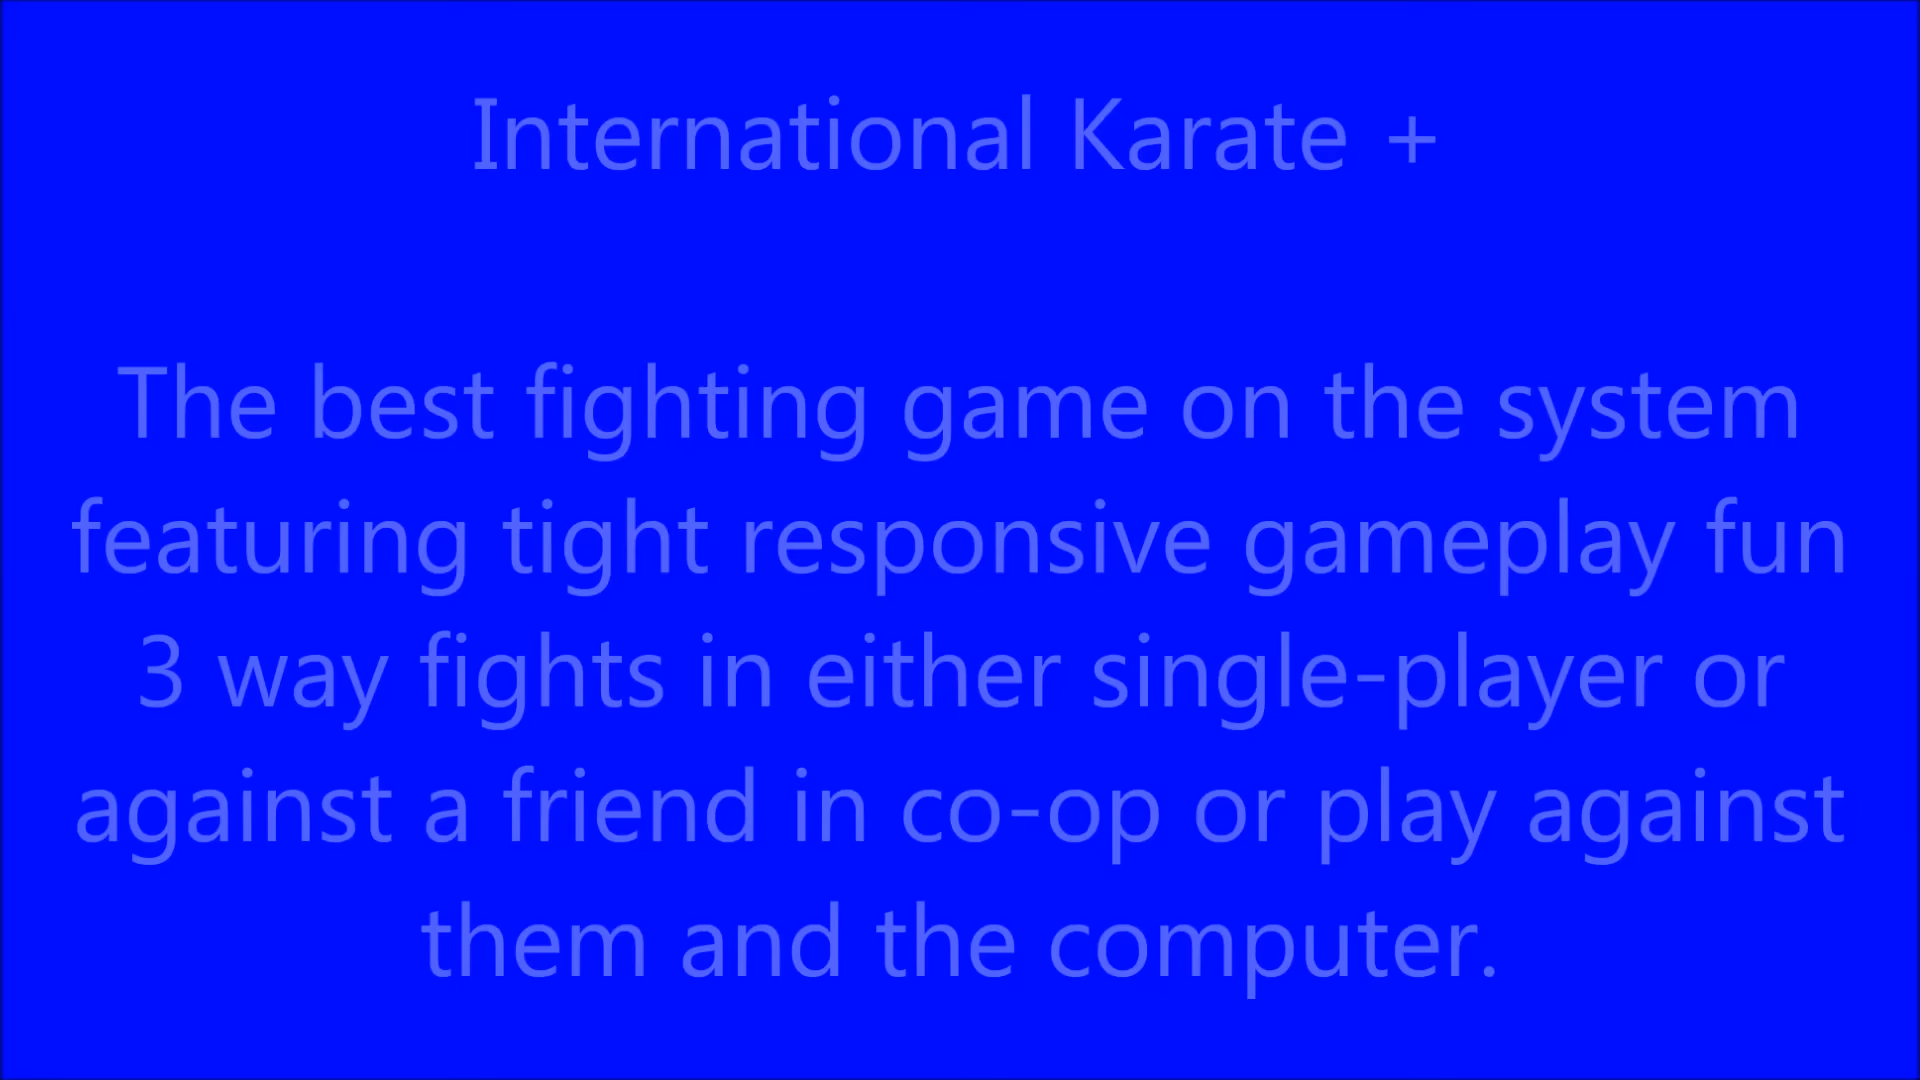 International Karate +
The best fighting game on the system
featuring tight responsive gameplay fun
3 way fights in either single-player or
against a friend in co-op or play against
them and the computer.